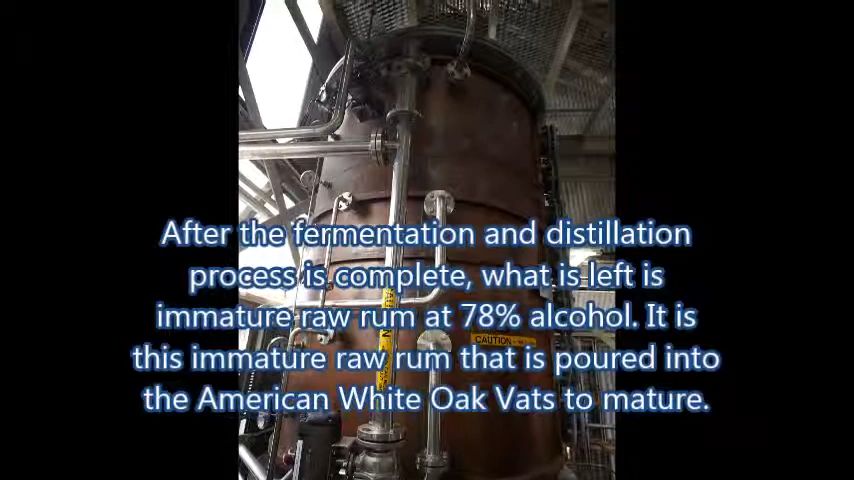 After the fermentation and distillation
process is complete, what is left is
immature raw rum at 78% alcohol. It is
this immature raw rum that is poured into
the American White Oak Vats to mature.
CAUTION